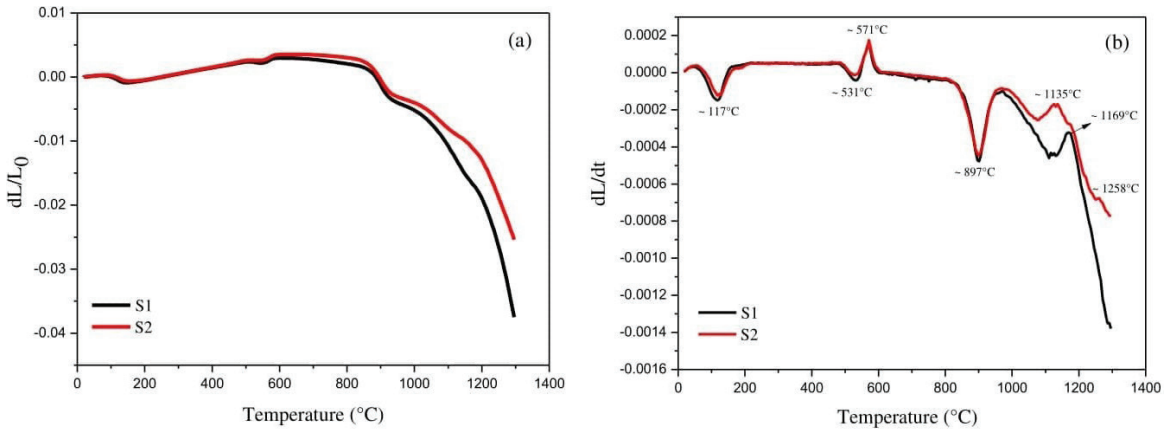 (a)
0.01
0.00
-0.01
-0.02
-0.03
-0.04
dL/L0
S1
S2
0 200 400 600 800 1000 1200 1400
Temperature (°C)
(b)
0.0002
0.0000
-0.0002
-0.0004
-0.0006
-0.0008
-0.0010
-0.0012
-0.0014
-0.0016
dL/dt
~ 571°C
~ 117°C
~ 531°C
~ 1135°C
~ 1169°C
~ 897°C
~ 1258°C
S1
S2
0 200 400 600 800 1000 1200 1400
Temperature (°C)